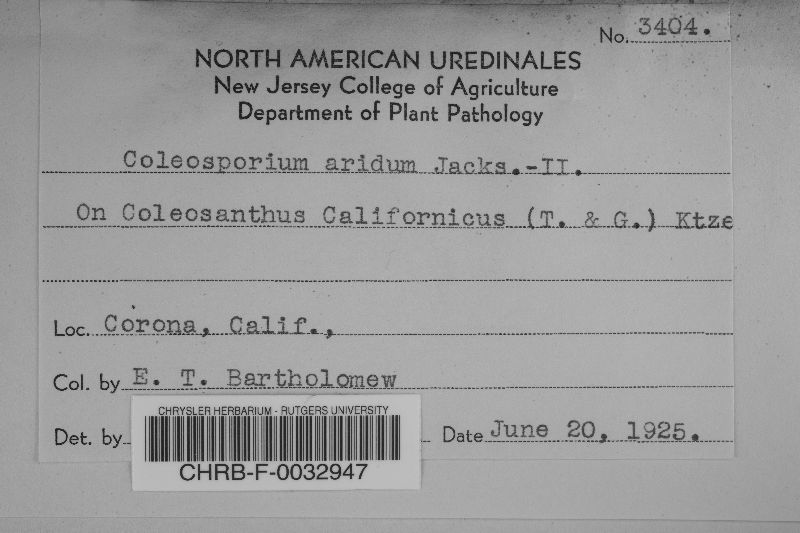 No. 3404.
NORTH AMERICAN UREDINALES
New Jersey College of Agriculture
Department of Plant Pathology
Coleosporium aridum Jacks.-II.
On Coleosanthus Californicus (T. & G.) Ktze
Loc. Corona, Calif.,
Col. by E. T. Bartholomew
Det. by
Date June 20, 1925.
CHRYSLER HERBARIUM - RUTGERS UNIVERSITY
CHRB-F-0032947